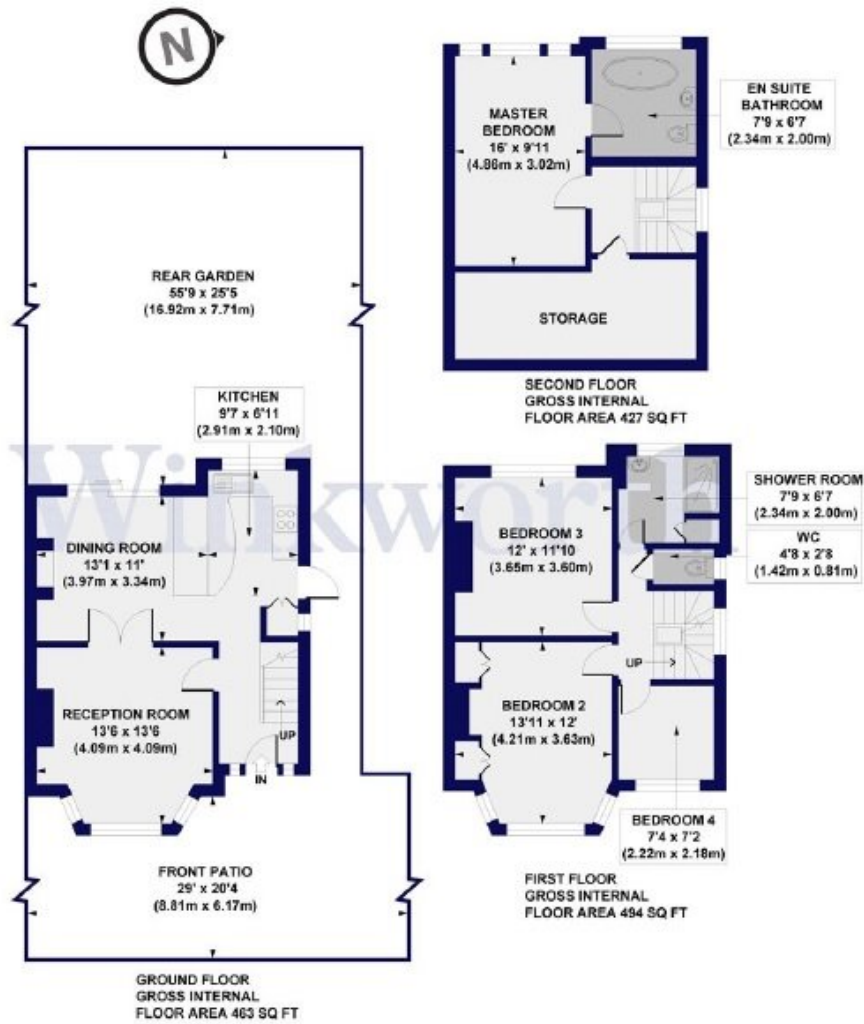 N
REAR GARDEN
55'9 x 25'5
(16.92m x 7.71m)
KITCHEN
9'7 x 6'11
(2.91m x 2.10m)
DINING ROOM
13'1 x 11'
(3.97m x 3.34m)
RECEPTION ROOM
13'6 x 13'6
(4.09m x 4.09m)
UP
IN
FRONT PATIO
29' x 20'4
(8.81m x 6.17m)
GROUND FLOOR
GROSS INTERNAL
FLOOR AREA 463 SQ FT
MASTER
BEDROOM
16' x 9'11
(4.86m x 3.02m)
EN SUITE
BATHROOM
7'9 x 6'7
(2.34m x 2.00m)
STORAGE
SECOND FLOOR
GROSS INTERNAL
FLOOR AREA 427 SQ FT
BEDROOM 3
12' x 11'10
(3.65m x 3.60m)
SHOWER ROOM
7'9 x 6'7
(2.34m x 2.00m)
WC
4'8 x 2'8
(1.42m x 0.81m)
UP
BEDROOM 2
13'11 x 12'
(4.21m x 3.63m)
BEDROOM 4
7'4 x 7'2
(2.22m x 2.18m)
FIRST FLOOR
GROSS INTERNAL
FLOOR AREA 494 SQ FT
Winkworth